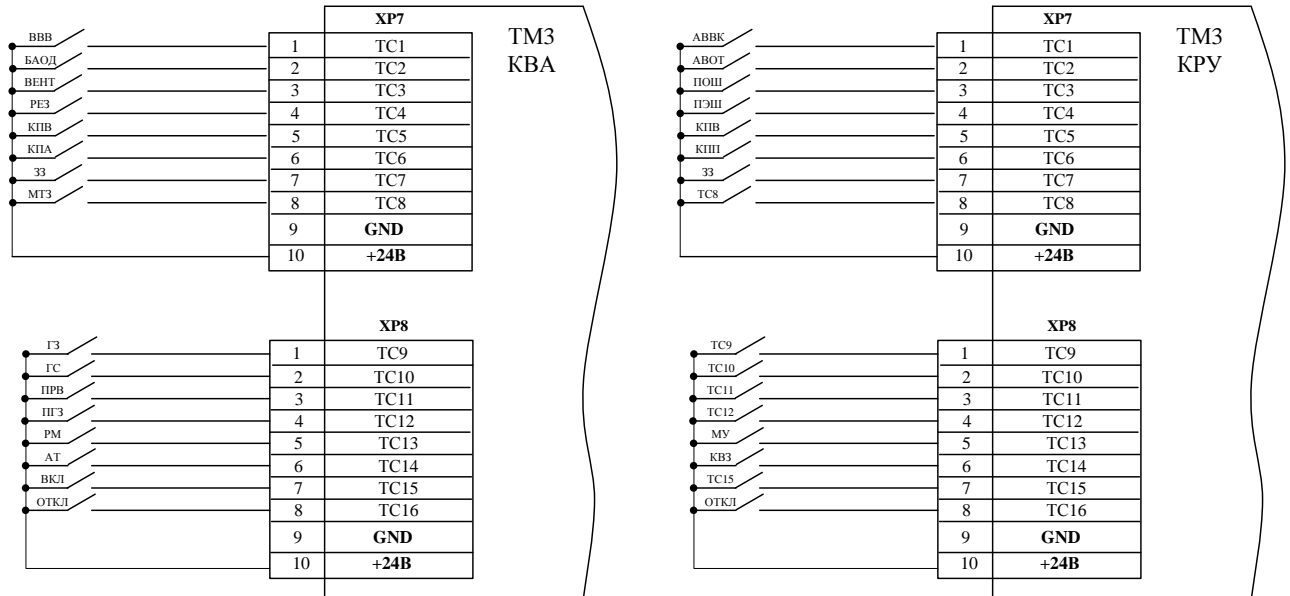 XP7
ТМ3
КВА
ВВВ 1 ТС1
БАОД 2 ТС2
ВЕНТ 3 ТС3
РЕЗ 4 ТС4
КПВ 5 ТС5
КПА 6 ТС6
ЗЗ 7 ТС7
МТЗ 8 ТС8
9 GND
10 +24В
XP8
ГЗ 1 ТС9
ГС 2 ТС10
ПРВ 3 ТС11
ПГЗ 4 ТС12
РМ 5 ТС13
АТ 6 ТС14
ВКЛ 7 ТС15
ОТКЛ 8 ТС16
9 GND
10 +24В
XP7
ТМ3
КРУ
АВВК 1 ТС1
АВОТ 2 ТС2
ПОШ 3 ТС3
ПЭШ 4 ТС4
КПВ 5 ТС5
КПП 6 ТС6
ЗЗ 7 ТС7
ТС8 8 ТС8
9 GND
10 +24В
XP8
ТС9 1 ТС9
ТС10 2 ТС10
ТС11 3 ТС11
ТС12 4 ТС12
МУ 5 ТС13
КВЗ 6 ТС14
ТС15 7 ТС15
ОТКЛ 8 ТС16
9 GND
10 +24В